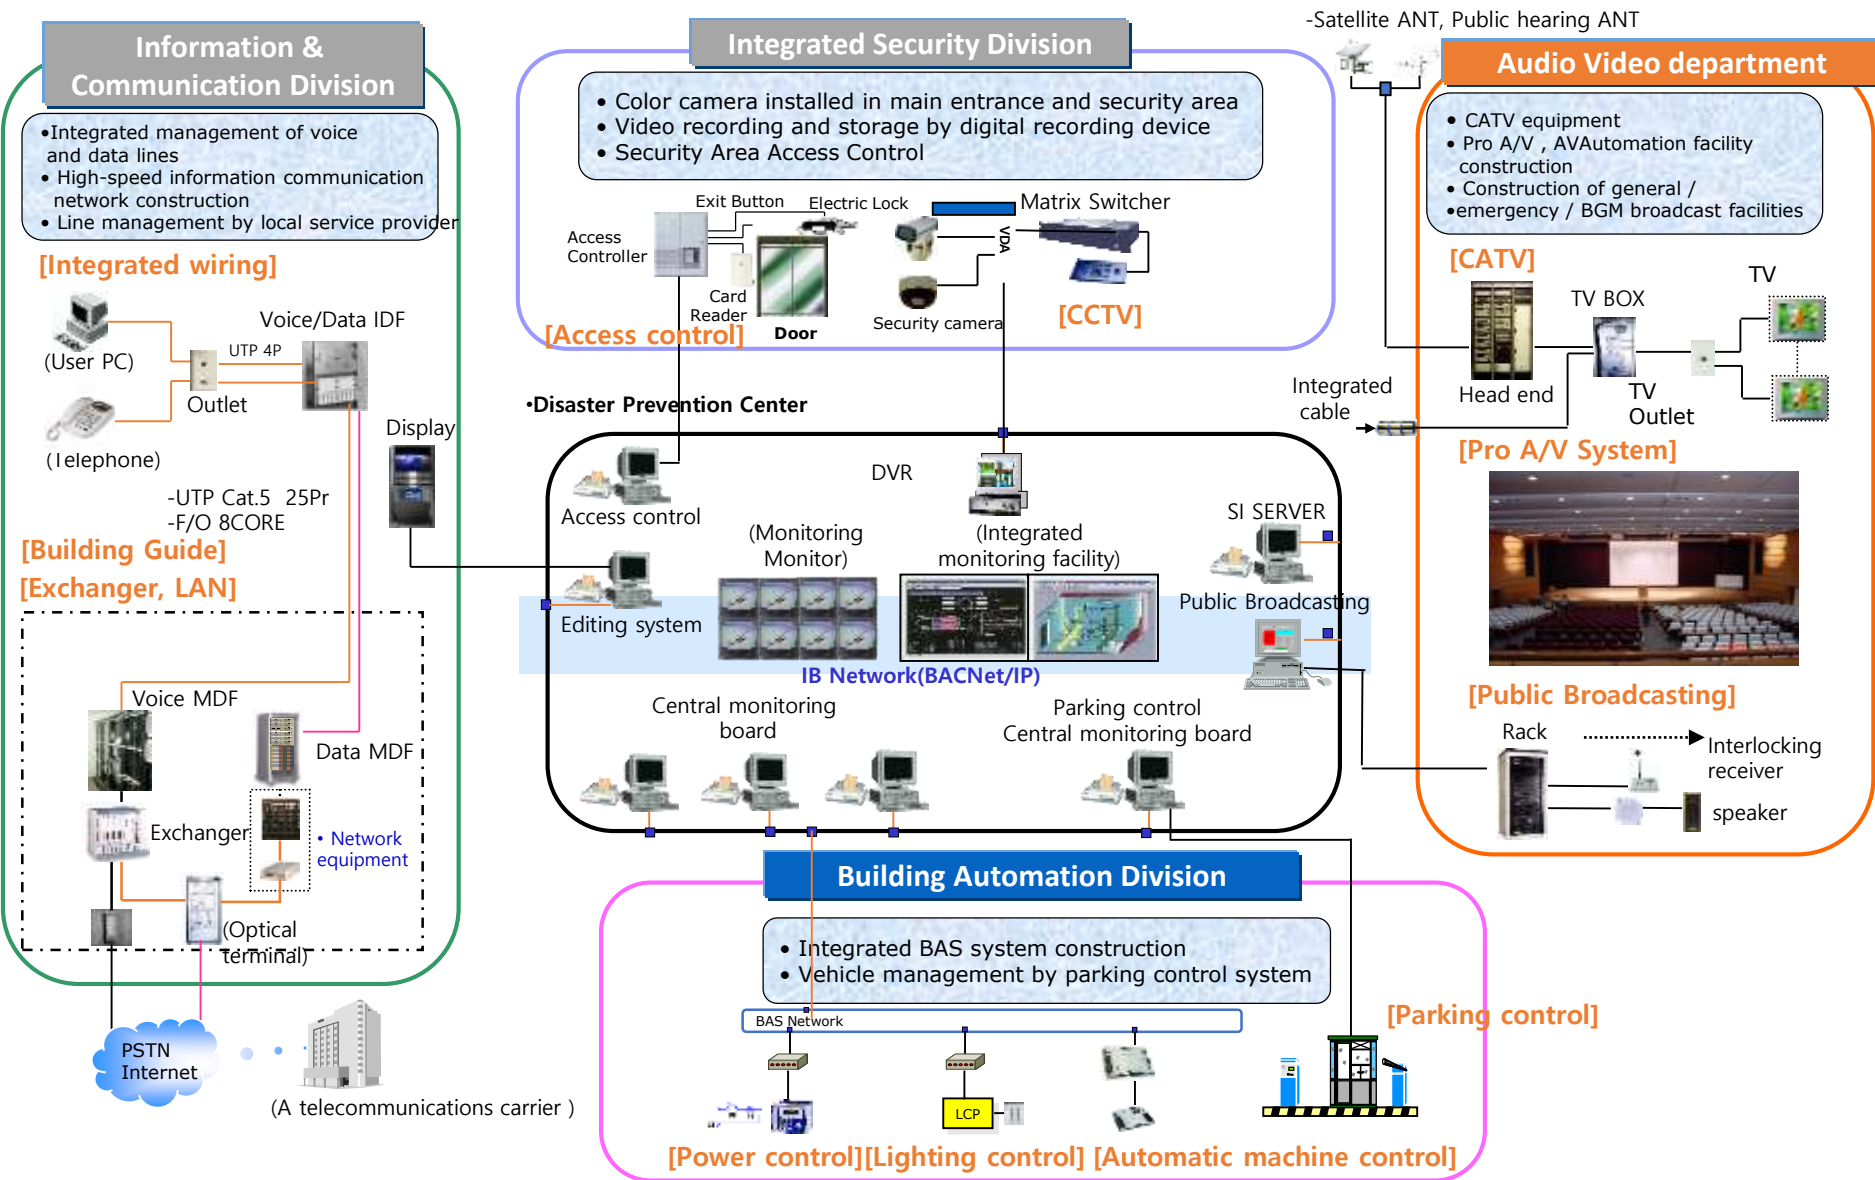 Information &
Communication Division
•Integrated management of voice
and data lines
• High-speed information communication
network construction
• Line management by local service provider
[Integrated wiring]
Voice/Data IDF
UTP 4P
(User PC)
Outlet
(Telephone)
Display
-UTP Cat.5 25Pr
-F/O 8CORE
[Building Guide]
[Exchanger, LAN]
Voice MDF
Data MDF
Exchanger
• Network
equipment
(Optical
terminal)
PSTN
Internet
(A telecommunications carrier )
Integrated Security Division
• Color camera installed in main entrance and security area
• Video recording and storage by digital recording device
• Security Area Access Control
Exit Button
Electric Lock
Matrix Switcher
Access
Controller
VDA
Card
Reader
Door
Security camera
[CCTV]
[Access control]
•Disaster Prevention Center
DVR
Access control
SI SERVER
(Monitoring
Monitor)
(Integrated
monitoring facility)
Editing system
Public Broadcasting
IB Network(BACNet/IP)
Central monitoring
board
Parking control
Central monitoring board
Building Automation Division
• Integrated BAS system construction
• Vehicle management by parking control system
BAS Network
LCP
[Parking control]
[Power control]
[Lighting control]
[Automatic machine control]
-Satellite ANT, Public hearing ANT
Audio Video department
• CATV equipment
• Pro A/V , AVAutomation facility
construction
• Construction of general /
•emergency / BGM broadcast facilities
[CATV]
TV
TV BOX
Integrated
cable
Head end
TV
Outlet
[Pro A/V System]
[Public Broadcasting]
Rack
Interlocking
receiver
speaker